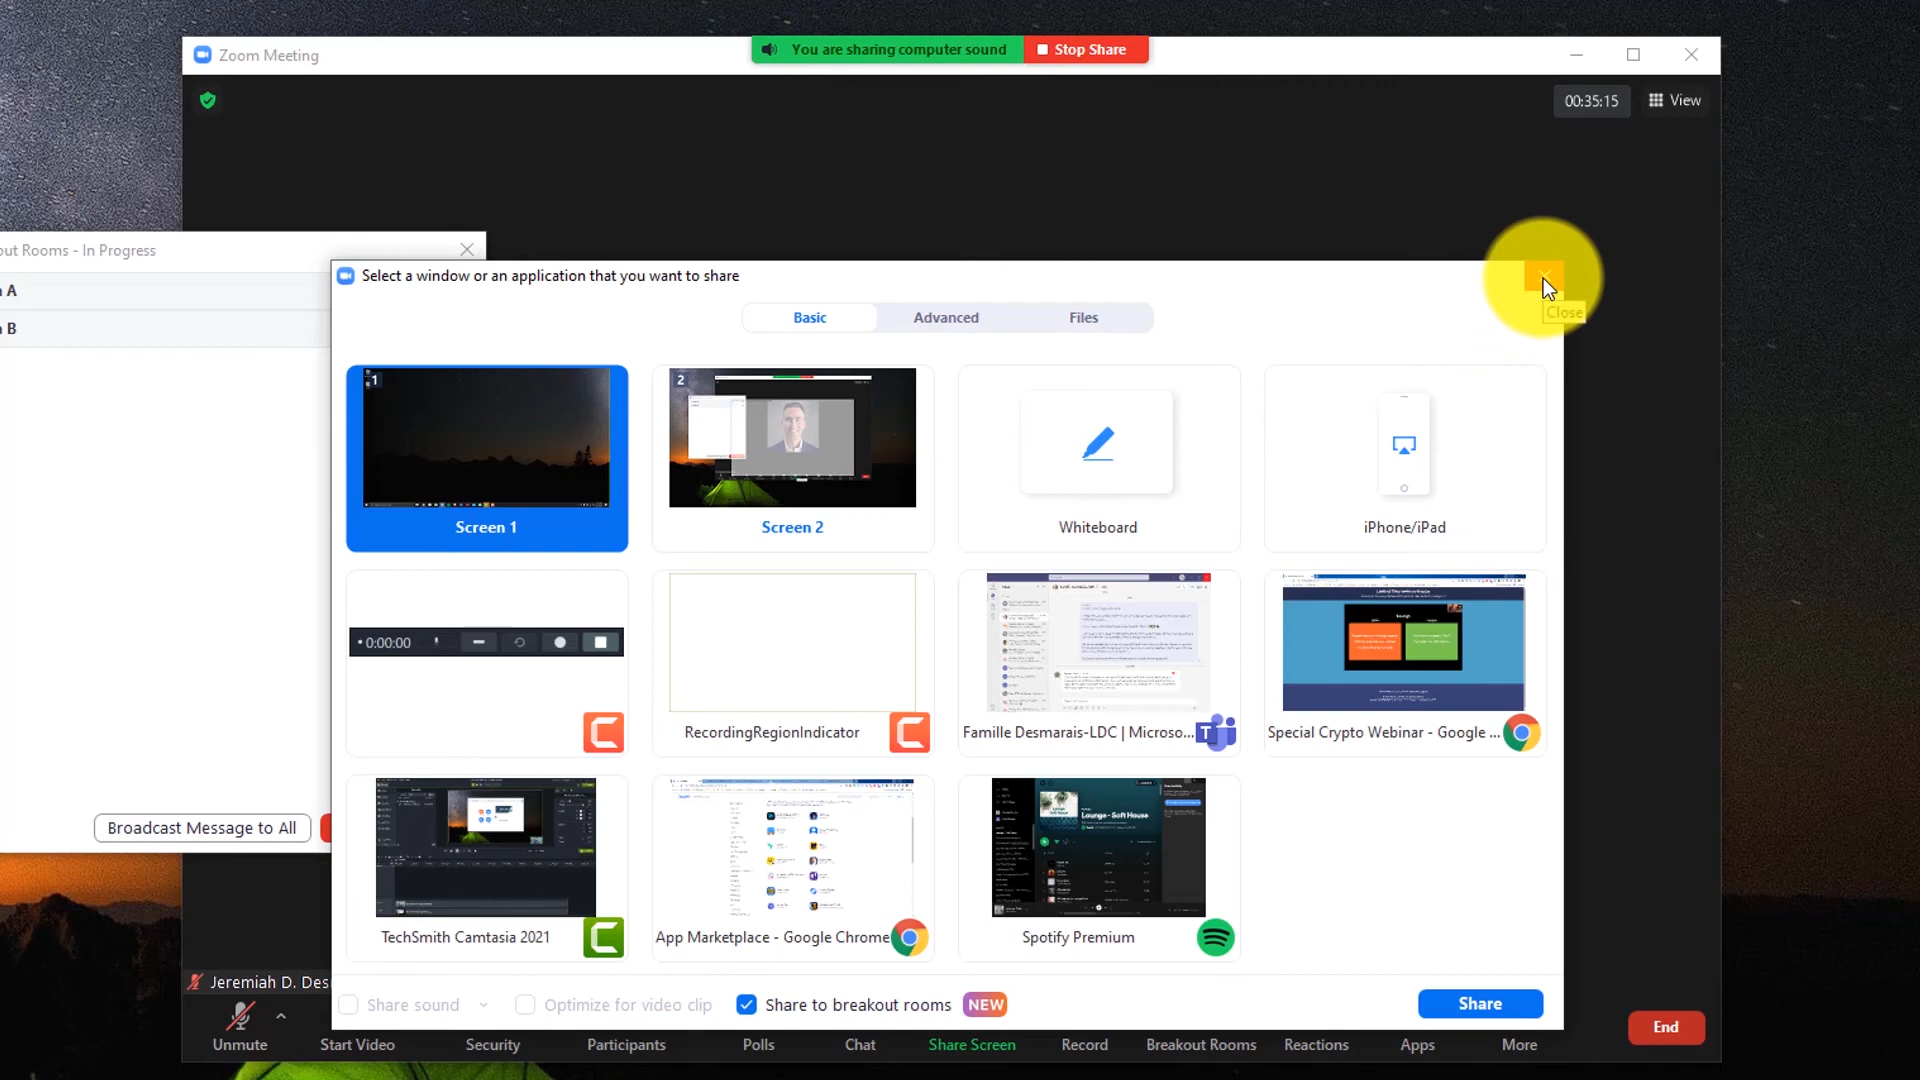 Zoom Meeting
You are sharing computer sound
Stop Share
00:35:15
View
out Rooms - In Progress
A
B
Select a window or an application that you want to share
Close
Basic
Advanced
Files
1
Screen 1
2
Screen 2
Whiteboard
iPhone/iPad
0:00:00
RecordingRegionIndicator
Famille Desmarais-LDC | Microso...
Special Crypto Webinar - Google ...
Lounge - Soft House
TechSmith Camtasia 2021
App Marketplace - Google Chrome
Spotify Premium
Broadcast Message to All
Jeremiah D. Des
Share sound
Optimize for video clip
Share to breakout rooms
NEW
Share
Unmute
Start Video
Security
Participants
Polls
Chat
Share Screen
Record
Breakout Rooms
Reactions
Apps
More
End